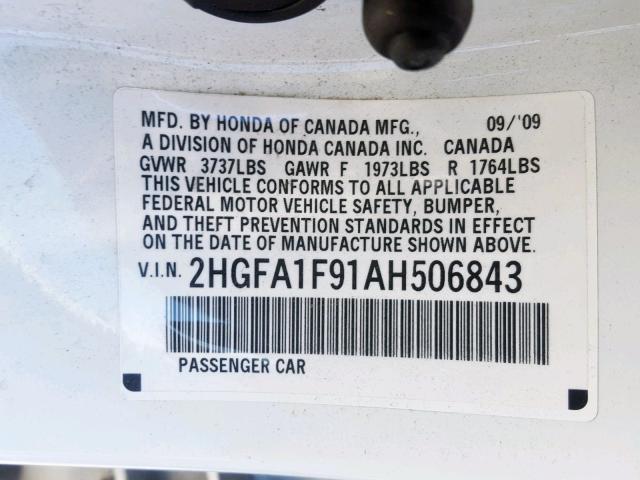 MFD. BY HONDA OF CANADA MFG., 09/'09
A DIVISION OF HONDA CANADA INC. CANADA
GVWR 3737LBS GAWR F 1973LBS R 1764LBS
THIS VEHICLE CONFORMS TO ALL APPLICABLE
FEDERAL MOTOR VEHICLE SAFETY, BUMPER,
AND THEFT PREVENTION STANDARDS IN EFFECT
ON THE DATE OF MANUFACTURE SHOWN ABOVE.
V.I.N. 2HGFA1F91AH506843
PASSENGER CAR